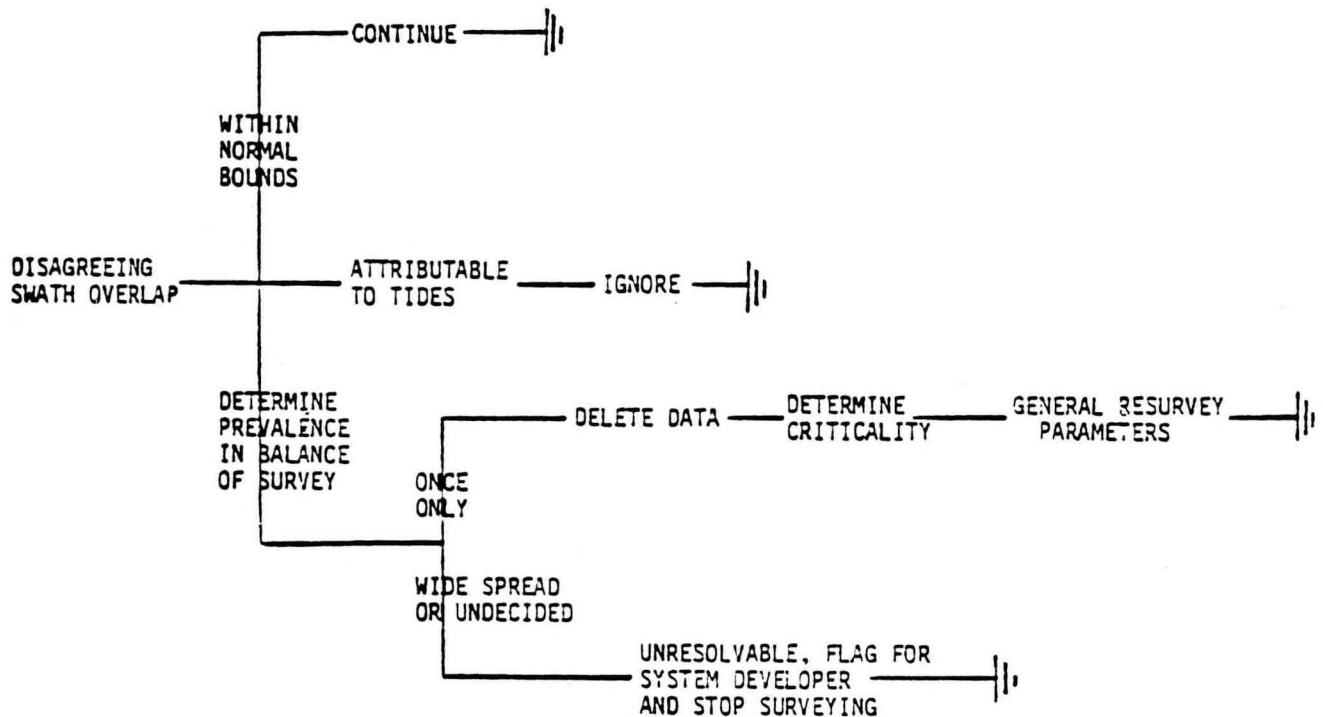 CONTINUE
WITHIN
NORMAL
BOUNDS
DISAGREEING
SWATH OVERLAP
ATTRIBUTABLE
TO TIDES
IGNORE
DETERMINE
PREVALENCE
IN BALANCE
OF SURVEY
ONCE
ONLY
DELETE DATA
DETERMINE
CRITICALITY
GENERAL RESURVEY
PARAMETERS
WIDE SPREAD
OR UNDECIDED
UNRESOLVABLE, FLAG FOR
SYSTEM DEVELOPER
AND STOP SURVEYING